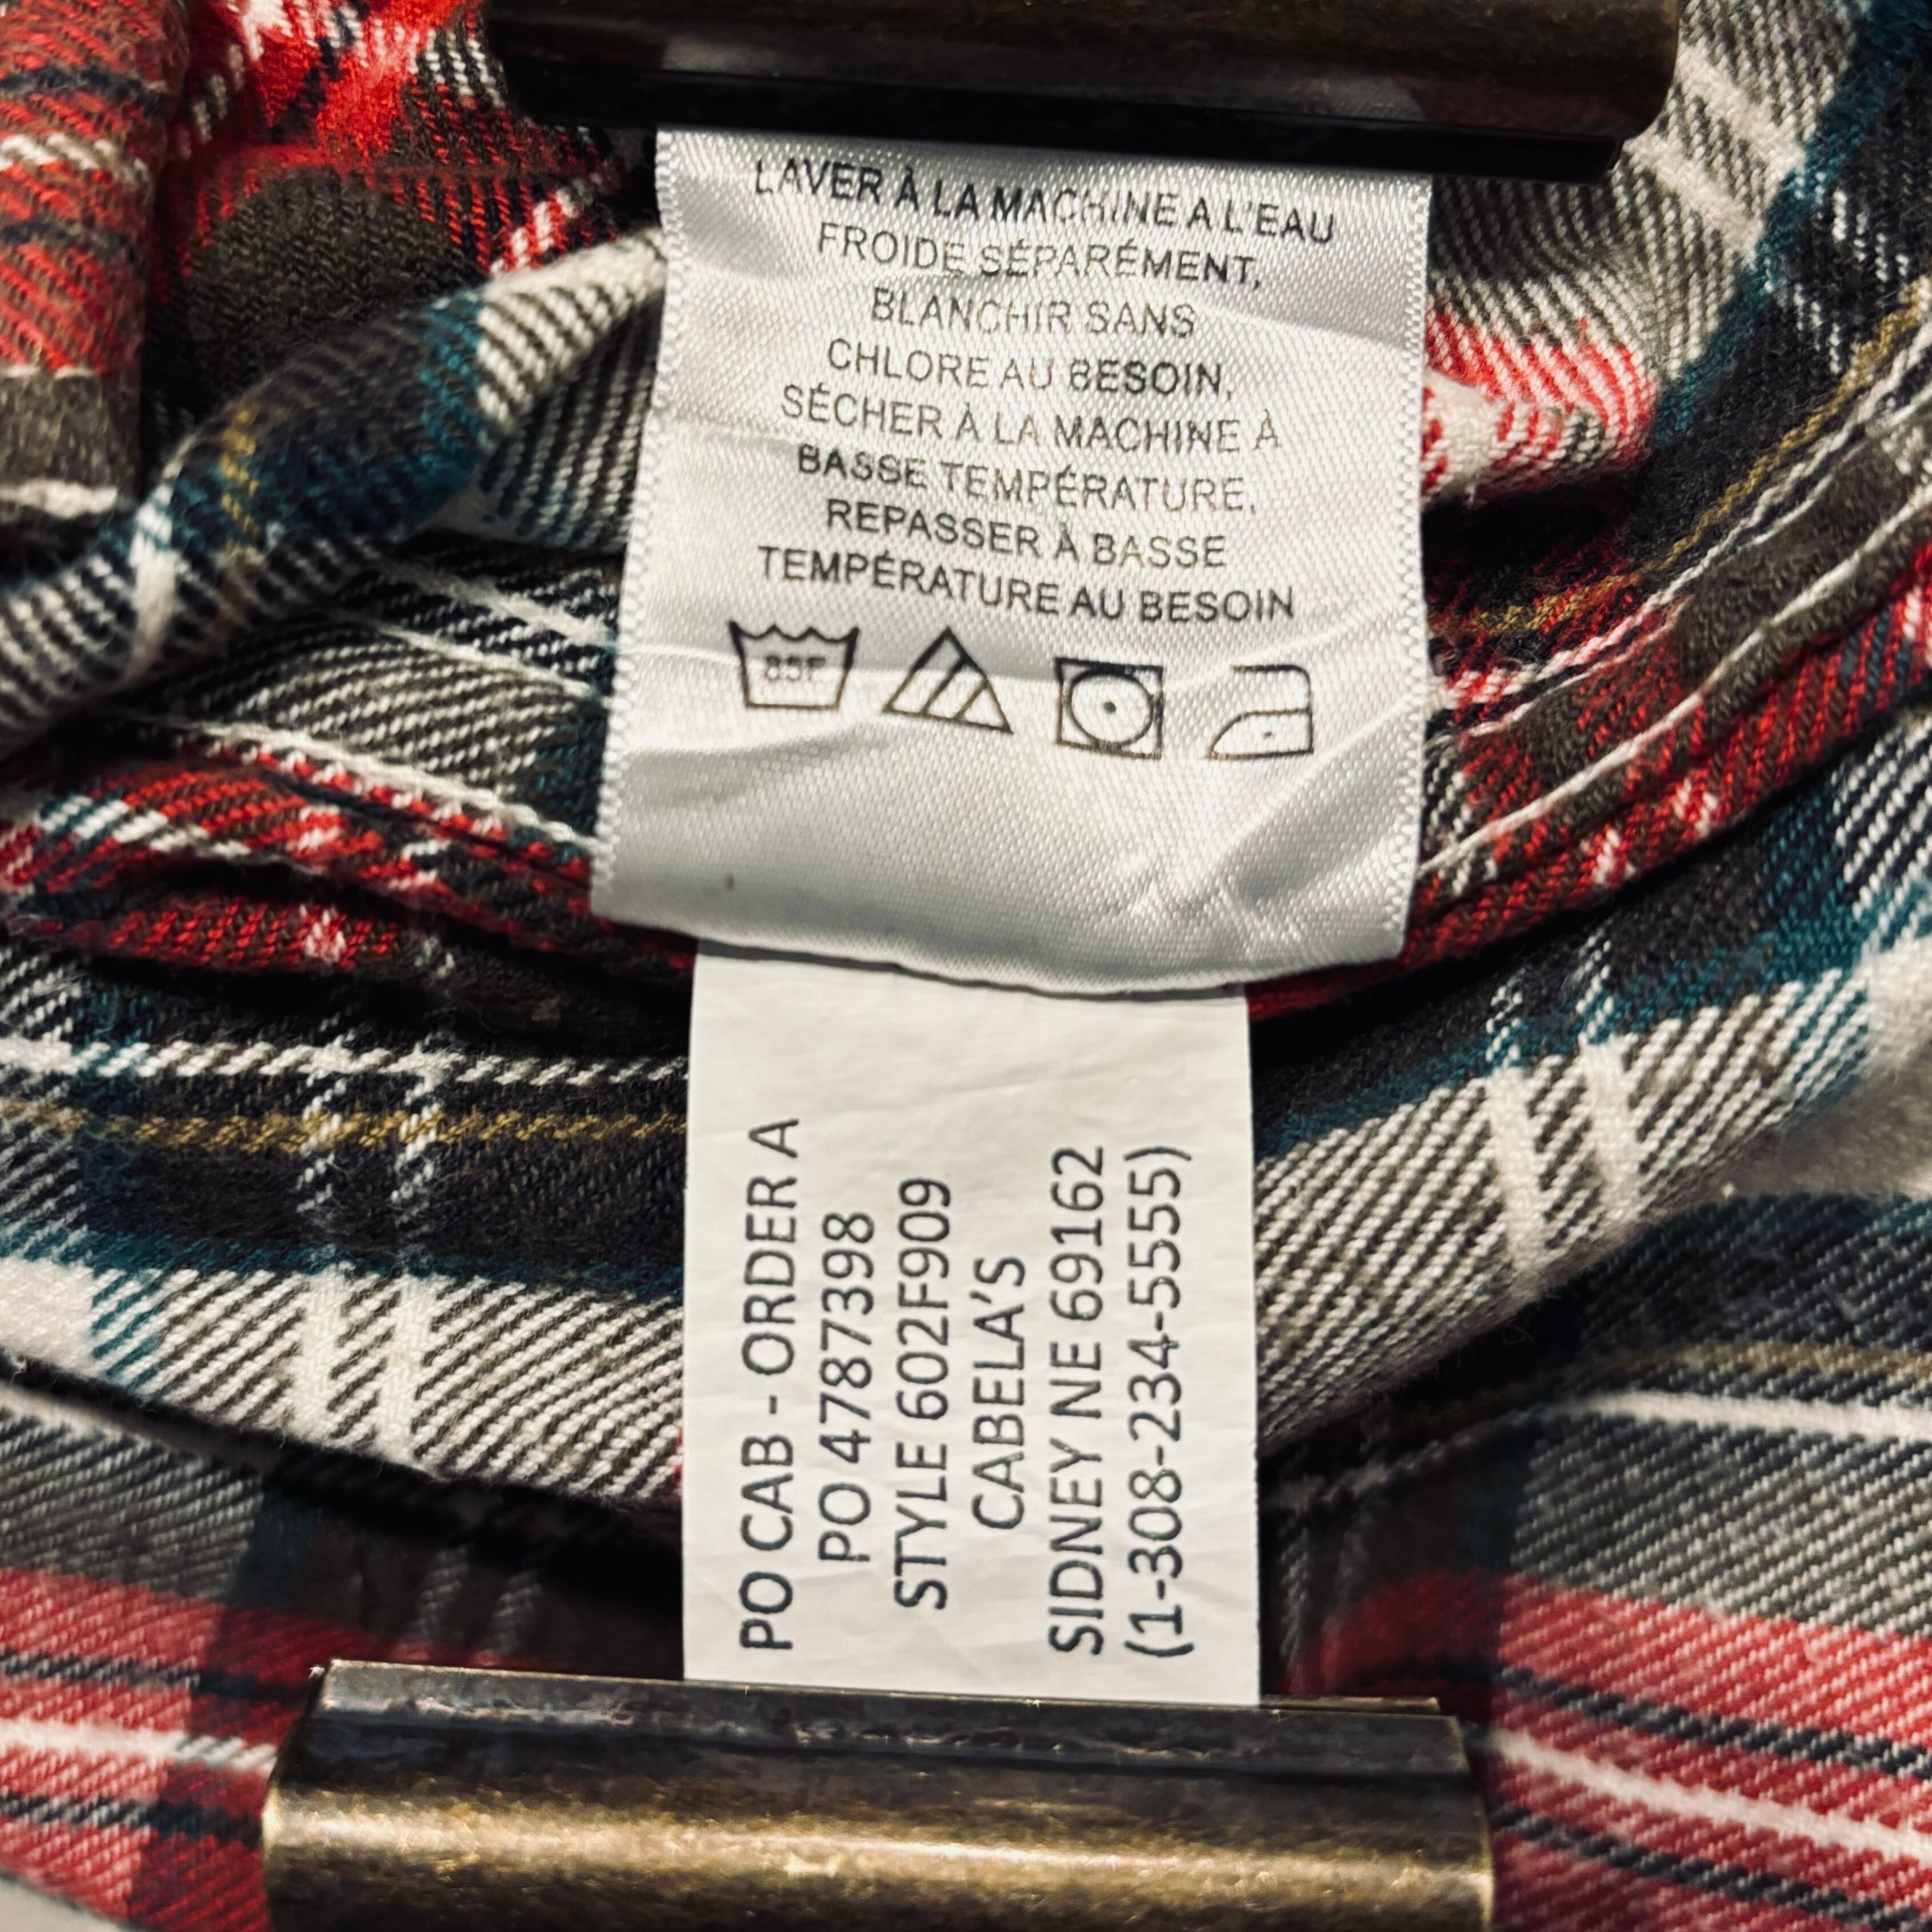 LAVER À LA MACHINE A L'EAU
FROIDE SÉPARÉMENT,
BLANCHIR SANS
CHLORE AU BESOIN,
SÉCHER À LA MACHINE À
BASSE TEMPÉRATURE,
REPASSER À BASSE
TEMPÉRATURE AU BESOIN
85F
PO CAB - ORDER A
PO 4787398
STYLE 602F909
CABELA'S
SIDNEY NE 69162
(1-308-234-5555)